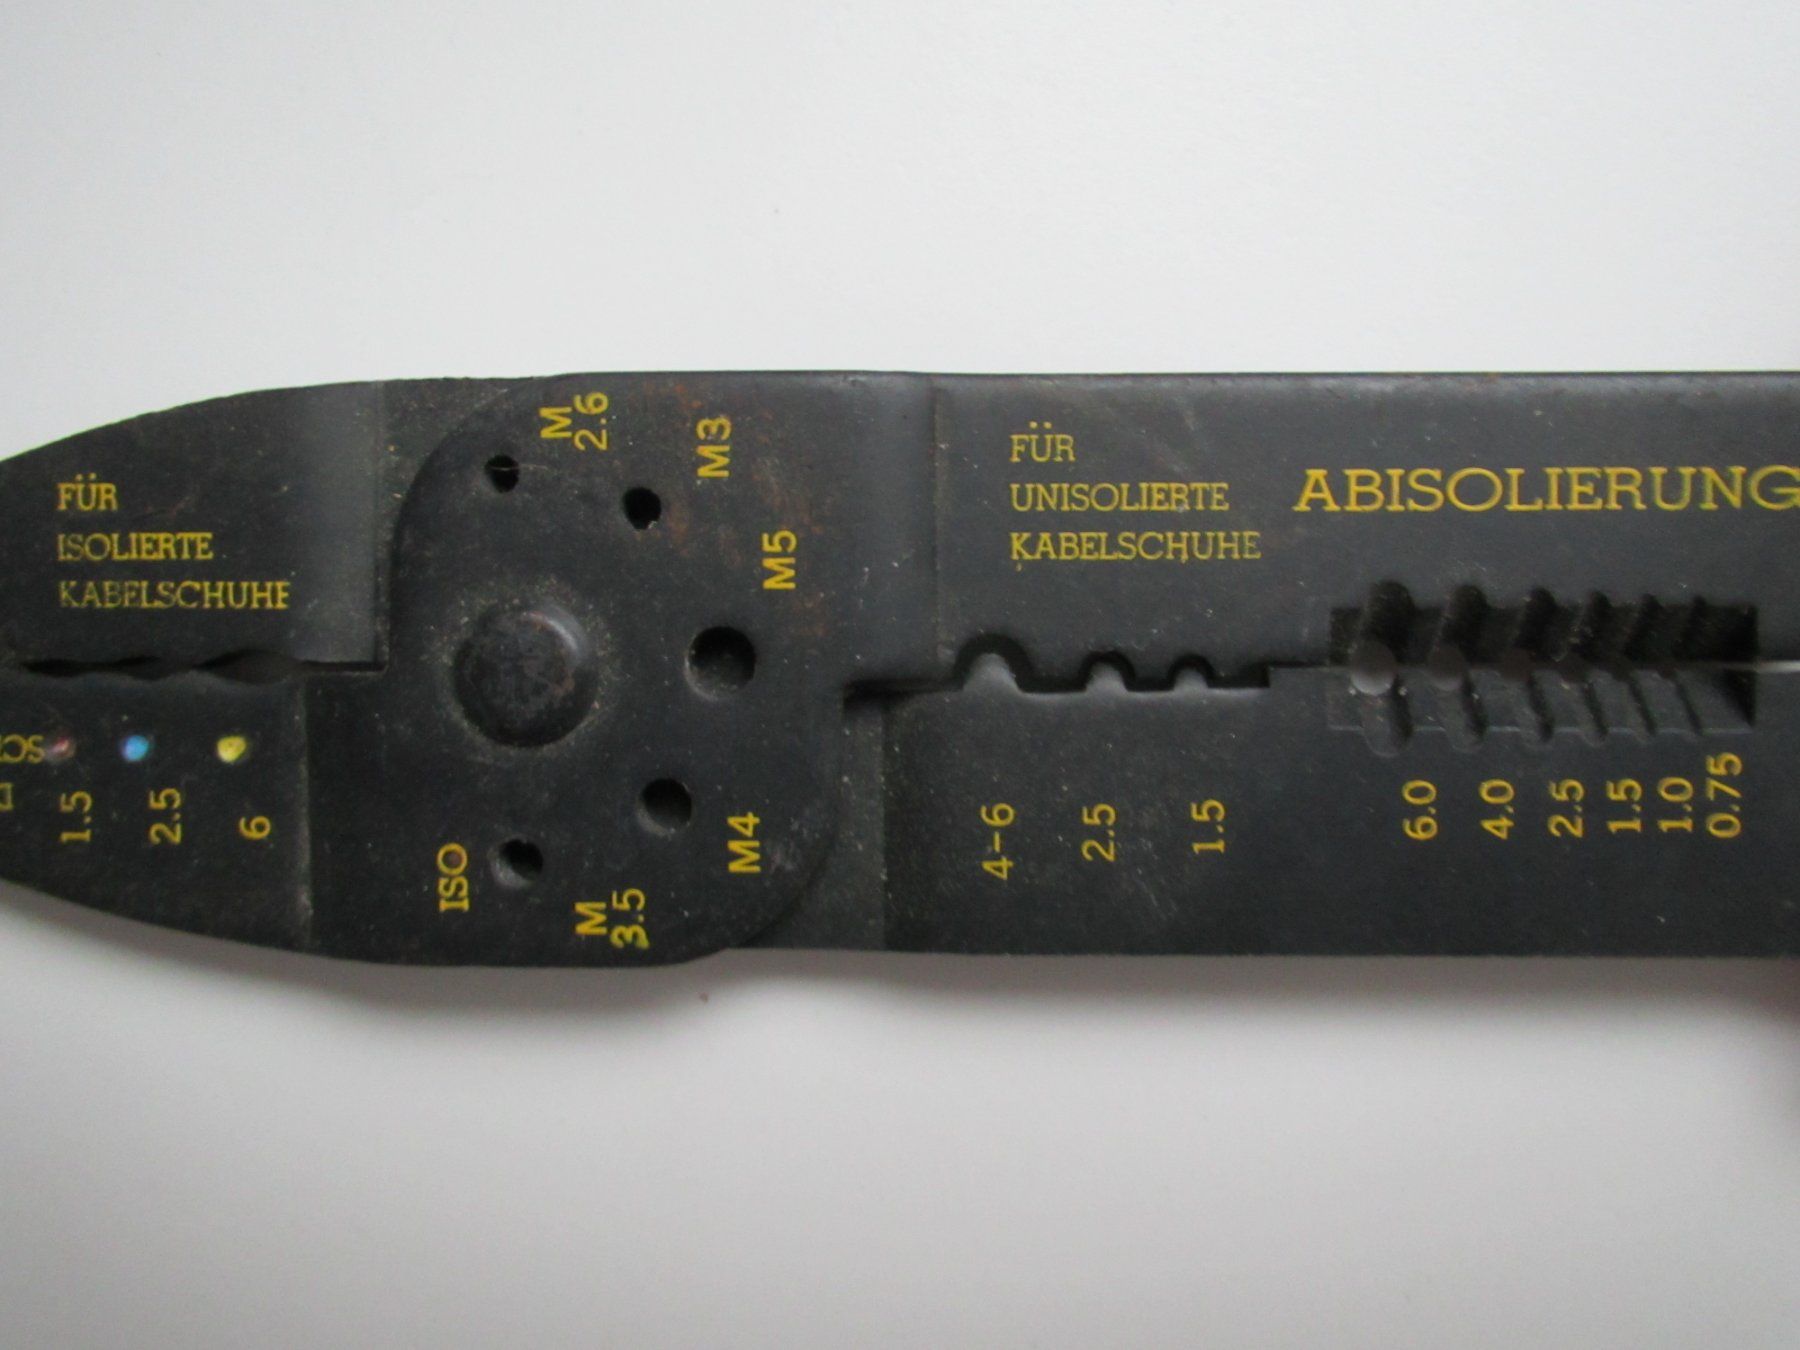 FÜR
ISOLIERTE
KABELSCHUHE
1.5
2.5
6
M
2.6
M3
M5
M4
M
3.5
ISO
FÜR
UNISOLIERTE
KABELSCHUHE
4-6
2.5
1.5
ABISOLIERUNG
6.0
4.0
2.5
1.5
1.0
0.75